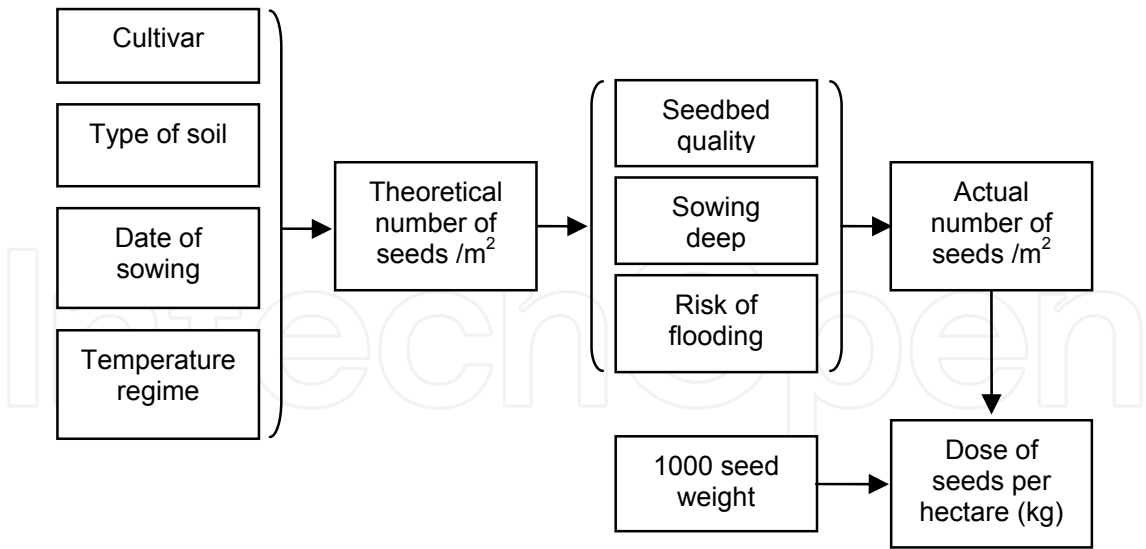 Cultivar
Type of soil
Date of
sowing
Temperature
regime
Theoretical
number of
seeds /m²
Seedbed
quality
Sowing
deep
Risk of
flooding
Actual
number of
seeds /m²
1000 seed
weight
Dose of
seeds per
hectare (kg)
IntechOpen